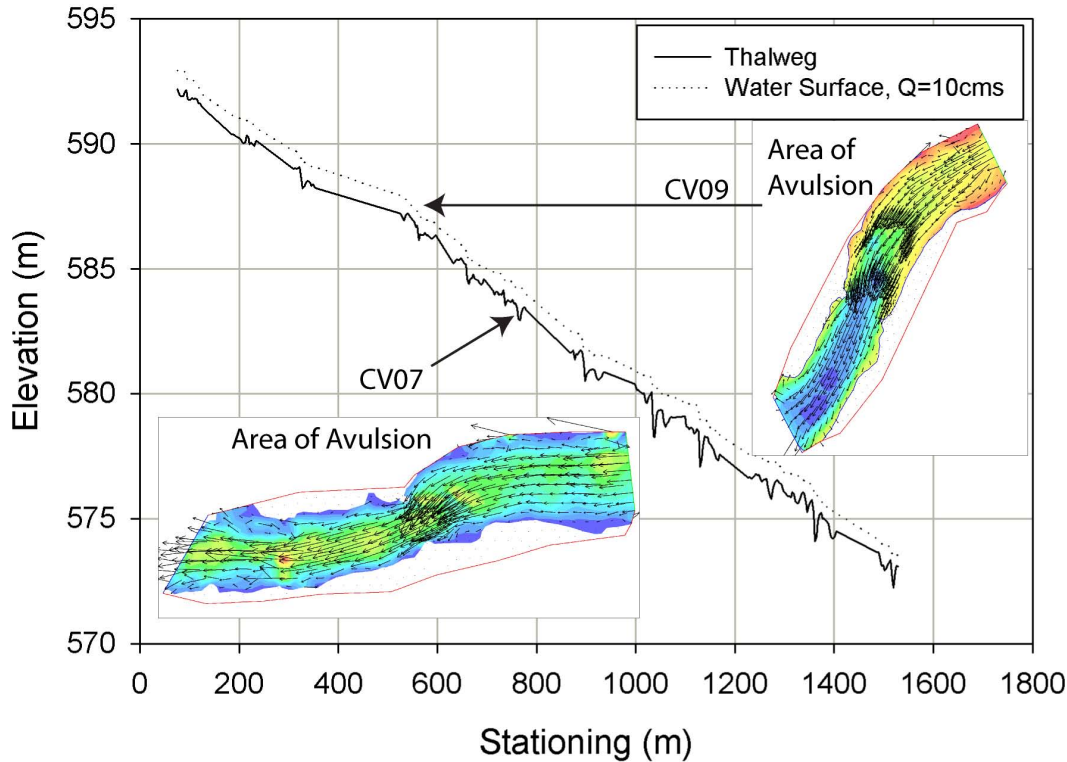 595
590
585
580
575
570
Elevation (m)
Thalweg
Water Surface, Q=10cms
Area of
Avulsion
CV09
CV07
Area of Avulsion
0
200
400
600
800
1000
1200
1400
1600
1800
Stationing (m)